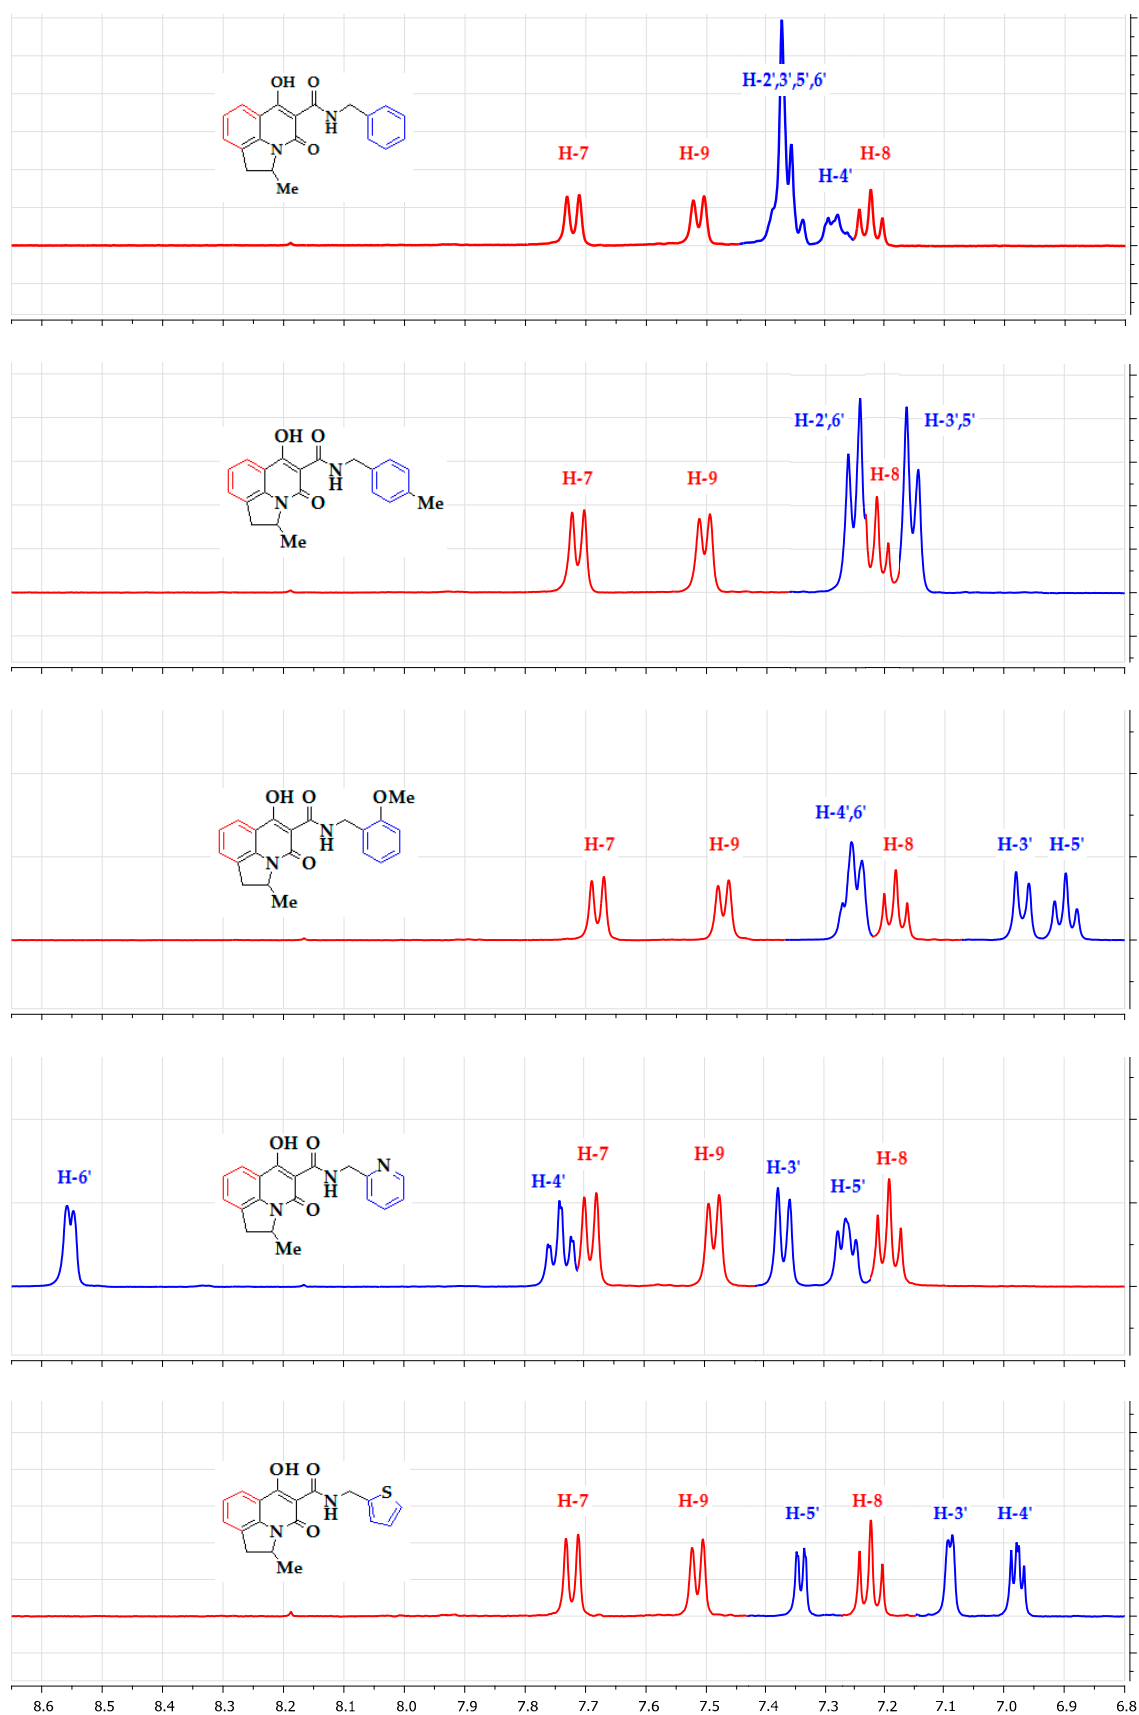 OH O
N
H
N
O
Me
H-7
H-9
H-2',3',5',6'
H-4'
H-8
OH O
N
H
N
O
Me
Me
H-7
H-9
H-2',6'
H-8
H-3',5'
OH O
OMe
N
H
N
O
Me
H-7
H-9
H-4',6'
H-8
H-3'
H-5'
OH O
N
N
H
N
O
Me
H-6'
H-4'
H-7
H-9
H-3'
H-5'
H-8
OH O
S
N
H
N
O
Me
H-7
H-9
H-5'
H-8
H-3'
H-4'
8.6 8.5 8.4 8.3 8.2 8.1 8.0 7.9 7.8 7.7 7.6 7.5 7.4 7.3 7.2 7.1 7.0 6.9 6.8